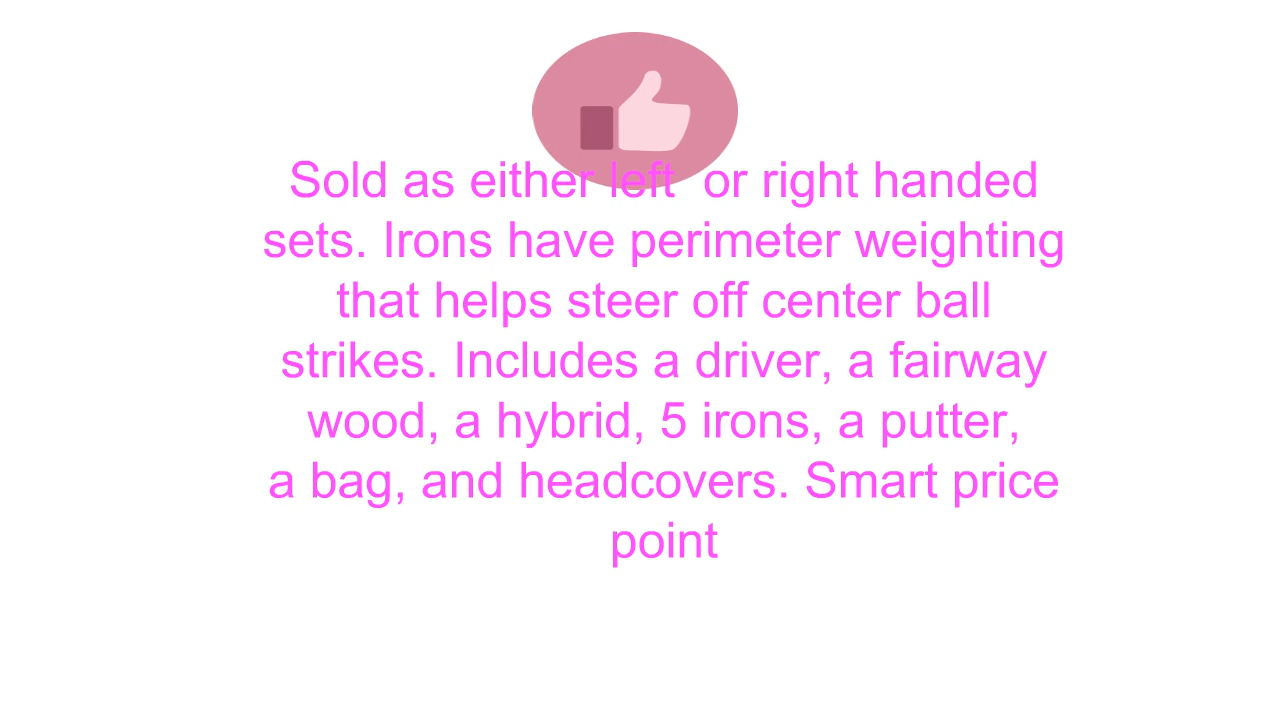 Sold as either left  or right handed
sets. Irons have perimeter weighting
that helps steer off center ball
strikes. Includes a driver, a fairway
wood, a hybrid, 5 irons, a putter,
a bag, and headcovers. Smart price
point